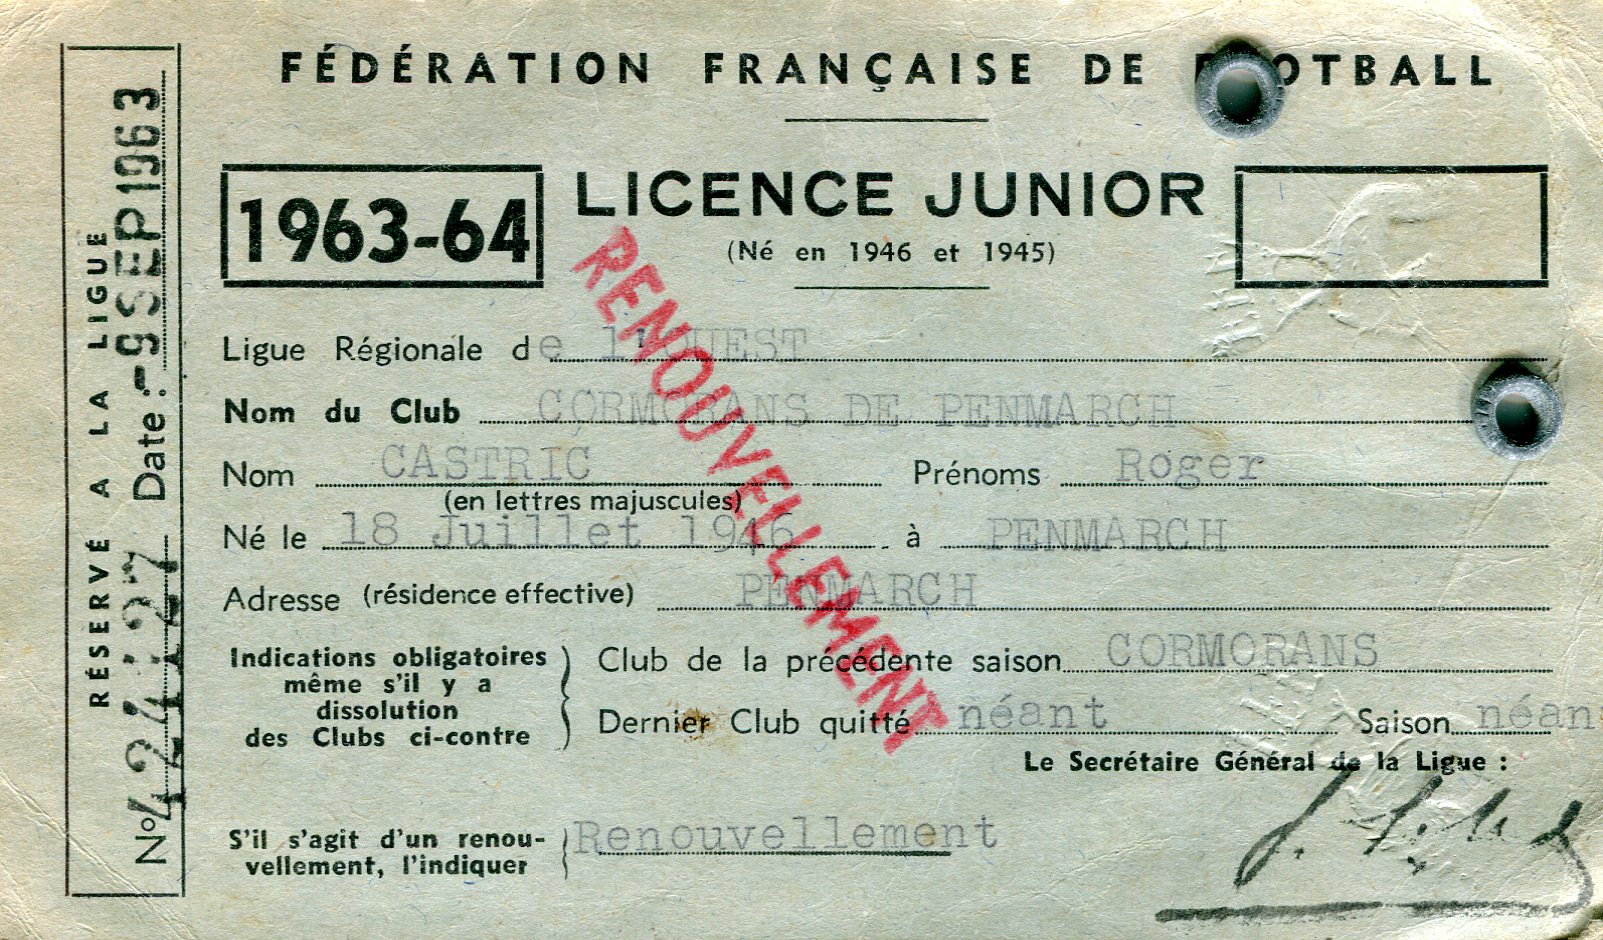 FÉDÉRATION FRANÇAISE DE FOOTBALL
1963-64
LICENCE JUNIOR
(Né en 1946 et 1945)
Ligue Régionale de l'OUEST
Nom du Club CORMORANS DE PENMARCH
Nom CASTRIC Prénoms Roger
(en lettres majuscules)
Né le 18 Juillet 1946 à PENMARCH
Adresse (résidence effective) PENMARCH
Indications obligatoires
même s'il y a
dissolution
des Clubs ci-contre
Club de la précédente saison CORMORANS
Dernier Club quitté néant Saison néan
Le Secrétaire Général de la Ligue :
S'il s'agit d'un renou-
vellement, l'indiquer
Renouvellement
RENOUVELLEMENT
RÉSERVÉ A LA LIGUE
N° Date : -9 SEP 1963